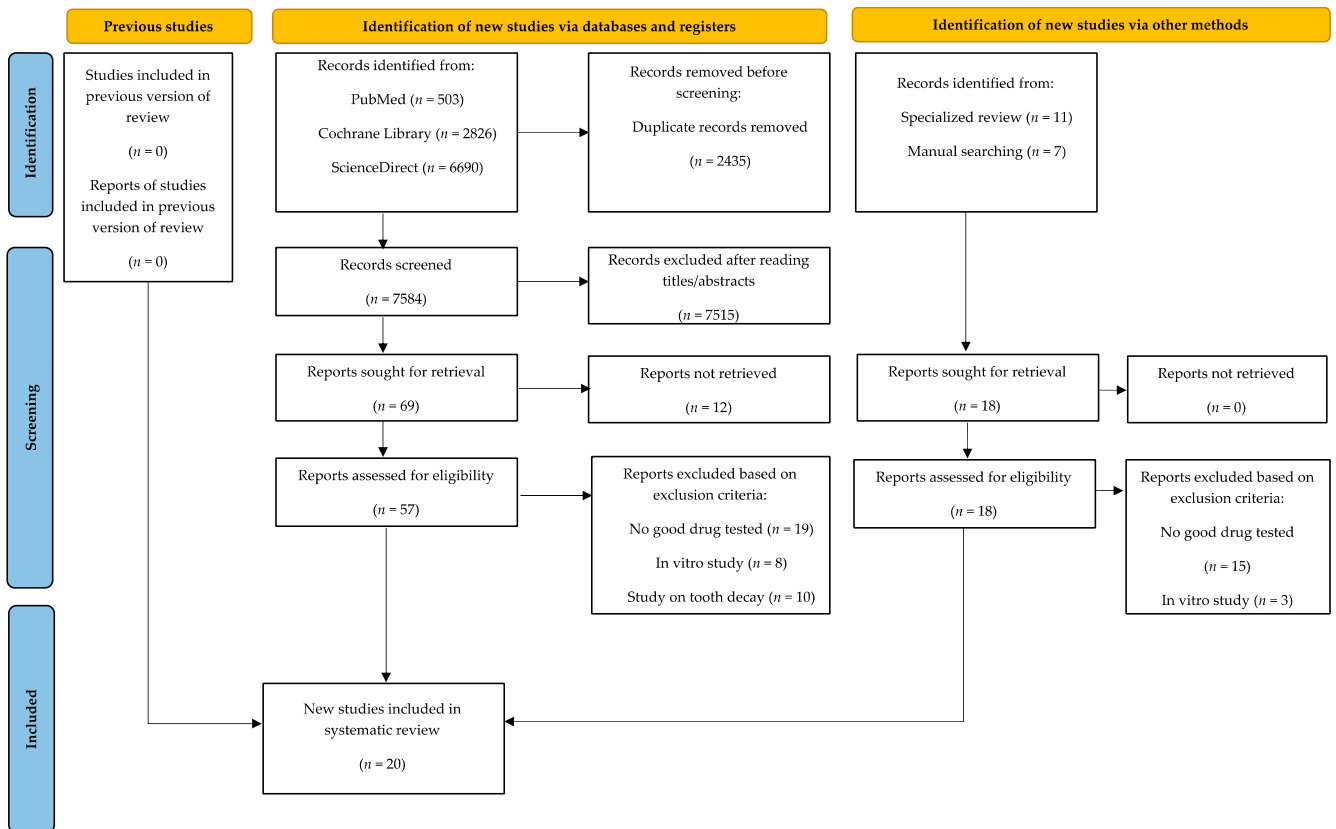 Previous studies
Identification of new studies via databases and registers
Identification of new studies via other methods
Identification
Studies included in
previous version of
review
(n = 0)
Reports of studies
included in previous
version of review
(n = 0)
Records identified from:
PubMed (n = 503)
Cochrane Library (n = 2826)
ScienceDirect (n = 6690)
Records removed before
screening:
Duplicate records removed
(n = 2435)
Records identified from:
Specialized review (n = 11)
Manual searching (n = 7)
Screening
Records screened
(n = 7584)
Records excluded after reading
titles/abstracts
(n = 7515)
Reports sought for retrieval
(n = 69)
Reports not retrieved
(n = 12)
Reports sought for retrieval
(n = 18)
Reports not retrieved
(n = 0)
Reports assessed for eligibility
(n = 57)
Reports excluded based on
exclusion criteria:
No good drug tested (n = 19)
In vitro study (n = 8)
Study on tooth decay (n = 10)
Reports assessed for eligibility
(n = 18)
Reports excluded based on
exclusion criteria:
No good drug tested
(n = 15)
In vitro study (n = 3)
Included
New studies included in
systematic review
(n = 20)